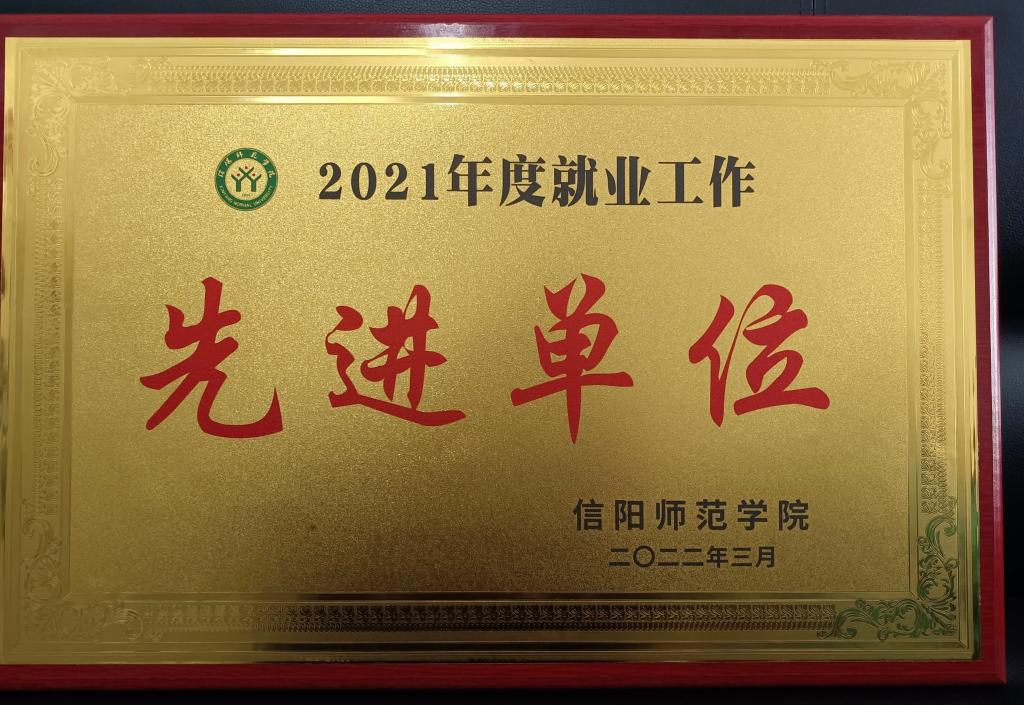 2021年度就业工作
先进单位
信阳师范学院
二〇二二年三月